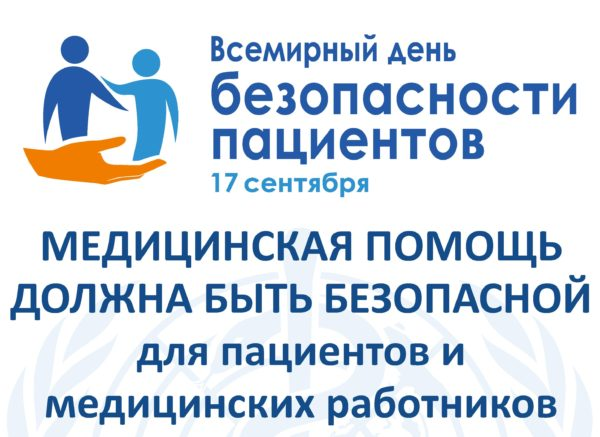 Всемирный день
безопасности
пациентов
17 сентября
МЕДИЦИНСКАЯ ПОМОЩЬ
ДОЛЖНА БЫТЬ БЕЗОПАСНОЙ
для пациентов и
медицинских работников